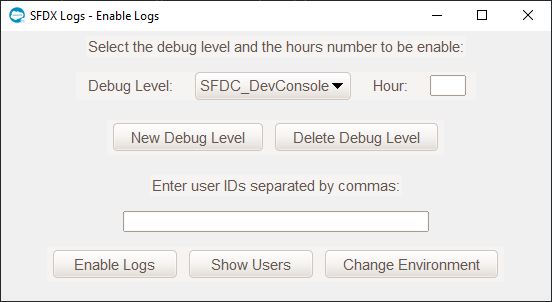 SFDX Logs - Enable Logs
Select the debug level and the hours number to be enable:
Debug Level: SFDC_DevConsole Hour:
New Debug Level Delete Debug Level
Enter user IDs separated by commas:
Enable Logs Show Users Change Environment